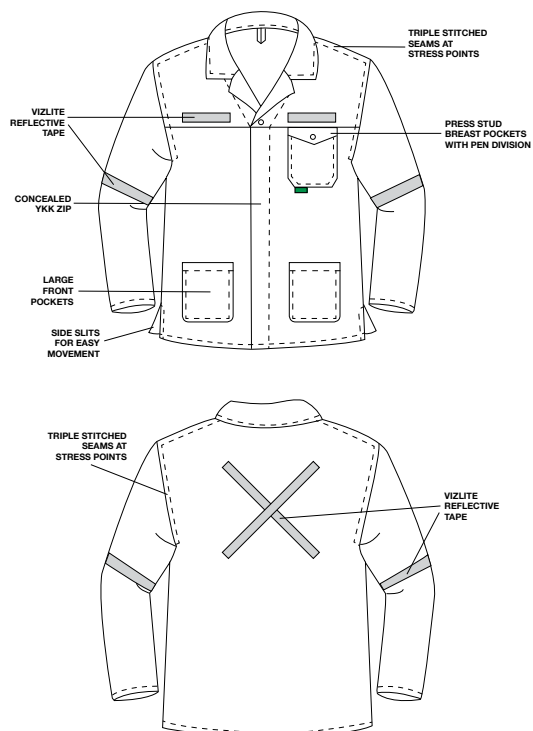 TRIPLE STITCHED
SEAMS AT
STRESS POINTS
VIZLITE
REFLECTIVE
TAPE
PRESS STUD
BREAST POCKETS
WITH PEN DIVISION
CONCEALED
YKK ZIP
LARGE
FRONT
POCKETS
SIDE SLITS
FOR EASY
MOVEMENT
TRIPLE STITCHED
SEAMS AT
STRESS POINTS
VIZLITE
REFLECTIVE
TAPE